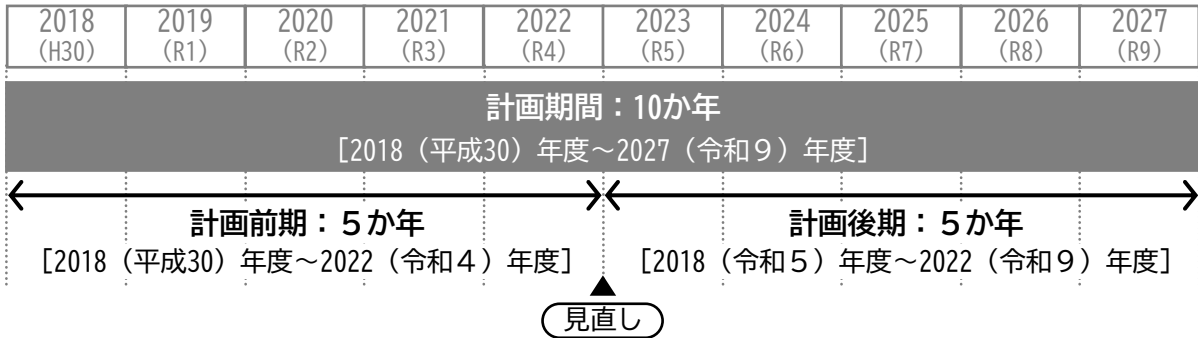 2018 2019 2020 2021 2022 2023 2024 2025 2026 2027
(H30) (R1) (R2) (R3) (R4) (R5) (R6) (R7) (R8) (R9)
計画期間：10か年
［2018（平成30）年度～2027（令和９）年度］
計画前期：５か年 計画後期：５か年
［2018（平成30）年度～2022（令和４）年度］ ［2018（令和５）年度～2022（令和９）年度］
見直し